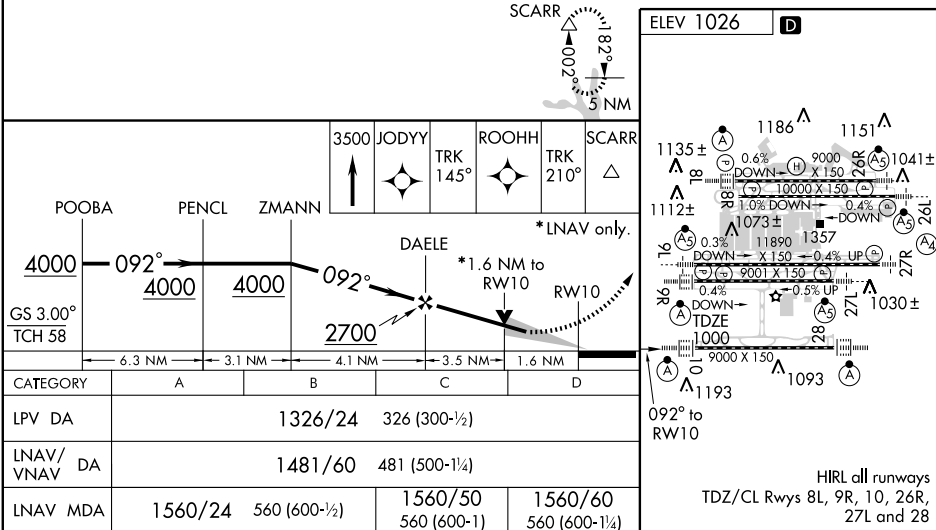 SCARR
182°
002°
5 NM
3500 JODYY TRK 145° ROOHH TRK 210° SCARR
POOBA PENCL ZMANN
*LNAV only.
DAELE
*1.6 NM to
RW10
RW10
4000 092° 4000 4000 092°
2700
GS 3.00°
TCH 58
6.3 NM 3.1 NM 4.1 NM 3.5 NM 1.6 NM
CATEGORY A B C D
LPV DA 1326/24 326 (300-½)
LNAV/
VNAV DA 1481/60 481 (500-1¼)
LNAV MDA 1560/24 560 (600-½) 1560/50 560 (600-1) 1560/60 560 (600-1¼)
ELEV 1026 D
1186 1151
1135 ± A A5 1041±
P 0.6% H 9000 26R
8L DOWN X 150
P 10000 X 150 P
8R 1.0% DOWN 0.4% P
1112± DOWN A5 26L
1073± 1357 A4
A5 0.3% 11890
9L DOWN X 150 0.4% UP P 27R
P P 9001 X 150 P
9R 0.4% 0.5% UP 27L 1030 ±
A DOWN A5
TDZE
1000 28
10 9000 X 150
A 1193 1093 A
092° to
RW10
HIRL all runways
TDZ/CL Rwys 8L, 9R, 10, 26R,
27L and 28